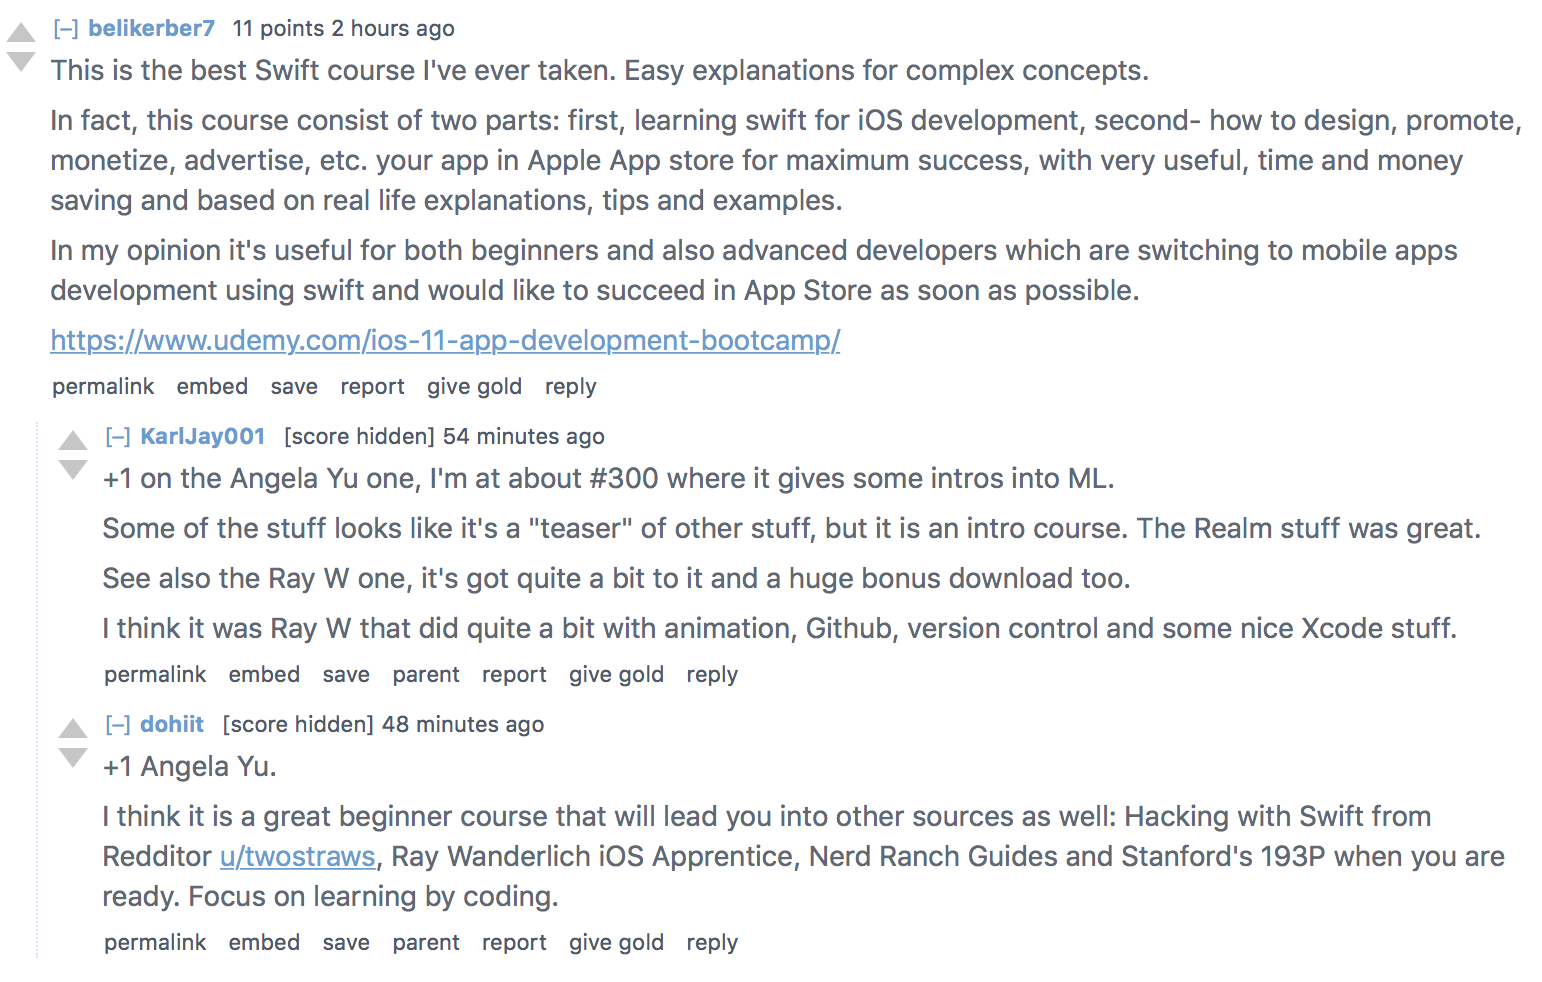 [–] belikerber7 11 points 2 hours ago
This is the best Swift course I've ever taken. Easy explanations for complex concepts.
In fact, this course consist of two parts: first, learning swift for iOS development, second- how to design, promote,
monetize, advertise, etc. your app in Apple App store for maximum success, with very useful, time and money
saving and based on real life explanations, tips and examples.
In my opinion it's useful for both beginners and also advanced developers which are switching to mobile apps
development using swift and would like to succeed in App Store as soon as possible.
https://www.udemy.com/ios-11-app-development-bootcamp/
permalink embed save report give gold reply
[–] KarlJay001 [score hidden] 54 minutes ago
+1 on the Angela Yu one, I'm at about #300 where it gives some intros into ML.
Some of the stuff looks like it's a "teaser" of other stuff, but it is an intro course. The Realm stuff was great.
See also the Ray W one, it's got quite a bit to it and a huge bonus download too.
I think it was Ray W that did quite a bit with animation, Github, version control and some nice Xcode stuff.
permalink embed save parent report give gold reply
[–] dohiit [score hidden] 48 minutes ago
+1 Angela Yu.
I think it is a great beginner course that will lead you into other sources as well: Hacking with Swift from
Redditor u/twostraws, Ray Wanderlich iOS Apprentice, Nerd Ranch Guides and Stanford's 193P when you are
ready. Focus on learning by coding.
permalink embed save parent report give gold reply